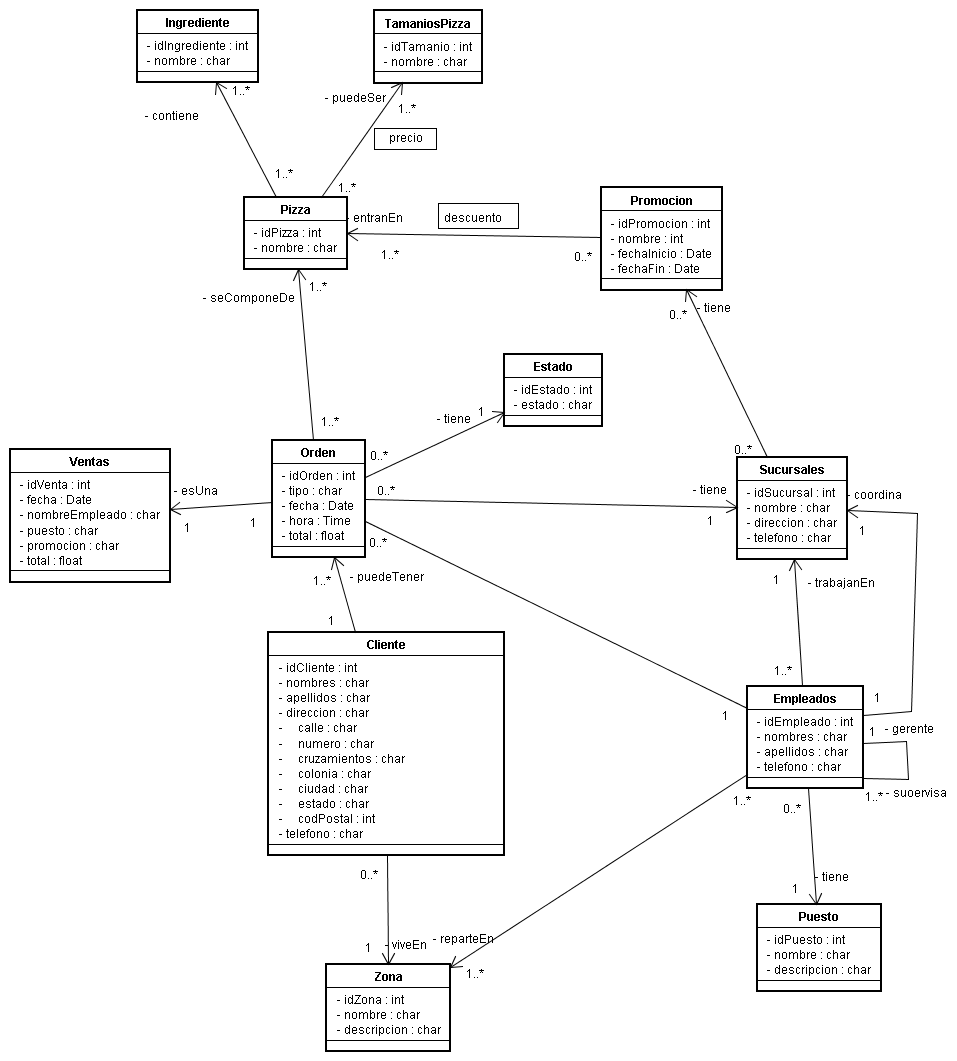 Ingrediente
- idIngrediente : int
- nombre : char
TamaniosPizza
- idTamanio : int
- nombre : char
1..*
- puedeSer
1..*
- contiene
precio
1..*
1..*
Pizza
- idPizza : int
- nombre : char
entranEn
descuento
1..*
0..*
Promocion
- idPromocion : int
- nombre : int
- fechaInicio : Date
- fechaFin : Date
- seComponeDe
1..*
- tiene
0..*
Estado
- idEstado : int
- estado : char
- tiene
1
1..*
0..*
0..*
Orden
- idOrden : int
- tipo : char
- fecha : Date
- hora : Time
- total : float
Ventas
- idVenta : int
- fecha : Date
- nombreEmpleado : char
- puesto : char
- promocion : char
- total : float
- esUna
1
1
0..*
- tiene
1
Sucursales
- idSucursal : int
- nombre : char
- direccion : char
- telefono : char
- coordina
1
0..*
1..*
- puedeTener
1
1
- trabajanEn
1..*
Cliente
- idCliente : int
- nombres : char
- apellidos : char
- direccion : char
- calle : char
- numero : char
- cruzamientos : char
- colonia : char
- ciudad : char
- estado : char
- codPostal : int
- telefono : char
Empleados
- idEmpleado : int
- nombres : char
- apellidos : char
- telefono : char
1
1
1
- gerente
1..*
- suoervisa
1..*
0..*
0..*
- tiene
1
1
- viveEn
- reparteEn
1..*
Puesto
- idPuesto : int
- nombre : char
- descripcion : char
Zona
- idZona : int
- nombre : char
- descripcion : char